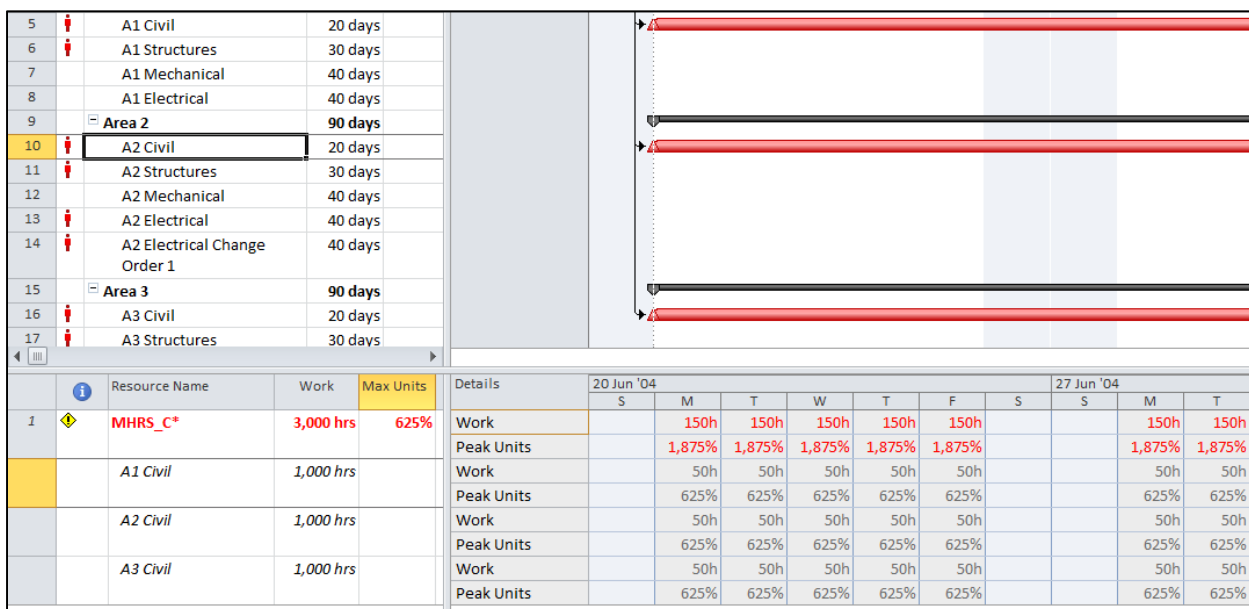 5 A1 Civil 20 days
6 A1 Structures 30 days
7 A1 Mechanical 40 days
8 A1 Electrical 40 days
9 Area 2 90 days
10 A2 Civil 20 days
11 A2 Structures 30 days
12 A2 Mechanical 40 days
13 A2 Electrical 40 days
14 A2 Electrical Change 40 days
Order 1
15 Area 3 90 days
16 A3 Civil 20 days
17 A3 Structures 30 days
Resource Name Work Max Units Details 20 Jun '04 27 Jun '04
S M T W T F S S M T
1 MHRS_C* 3,000 hrs 625% Work 150h 150h 150h 150h 150h 150h 150h
Peak Units 1,875% 1,875% 1,875% 1,875% 1,875% 1,875% 1,875%
A1 Civil 1,000 hrs Work 50h 50h 50h 50h 50h 50h 50h
Peak Units 625% 625% 625% 625% 625% 625% 625%
A2 Civil 1,000 hrs Work 50h 50h 50h 50h 50h 50h 50h
Peak Units 625% 625% 625% 625% 625% 625% 625%
A3 Civil 1,000 hrs Work 50h 50h 50h 50h 50h 50h 50h
Peak Units 625% 625% 625% 625% 625% 625% 625%